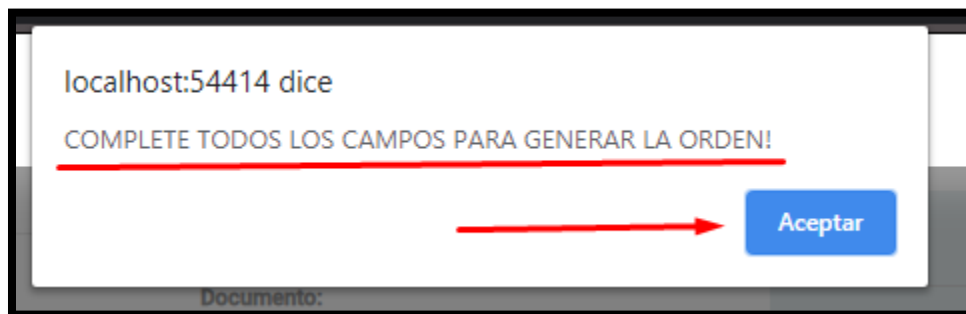 localhost:54414 dice
COMPLETE TODOS LOS CAMPOS PARA GENERAR LA ORDEN!
Aceptar
Documento: